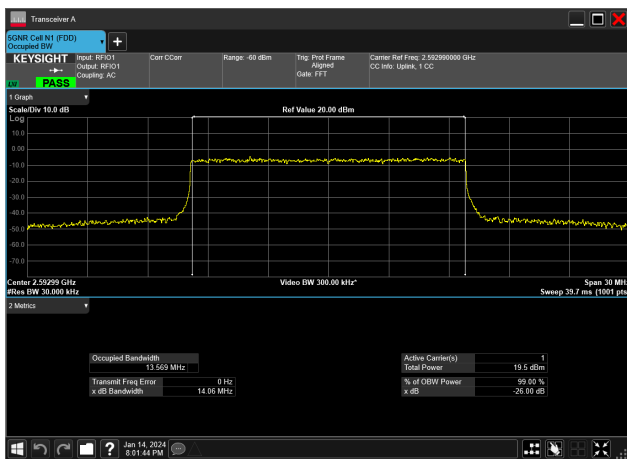 Transceiver A
5GNR Cell N1 (FDD)
Occupied BW
KEYSIGHT
LXI
PASS
Input: RFIO1
Output: RFIO1
Coupling: AC
Corr CCorr
Range: -60 dBm
Trig: Prot Frame
Aligned
Gate: FFT
Carrier Ref Freq: 2.592990000 GHz
CC Info: Uplink, 1 CC
1 Graph
Scale/Div 10.0 dB
Ref Value 20.00 dBm
Log
10.0
0.00
-10.0
-20.0
-30.0
-40.0
-50.0
-60.0
-70.0
Center 2.59299 GHz
Video BW 300.00 kHz*
Span 30 MH
#Res BW 30.000 kHz
Sweep 39.7 ms (1001 pts
2 Metrics
Occupied Bandwidth
13.569 MHz
Transmit Freq Error 0 Hz
x dB Bandwidth 14.06 MHz
Active Carrier(s) 1
Total Power 19.5 dBm
% of OBW Power 99.00 %
x dB -26.00 dB
?
Jan 14, 2024
8:01:44 PM